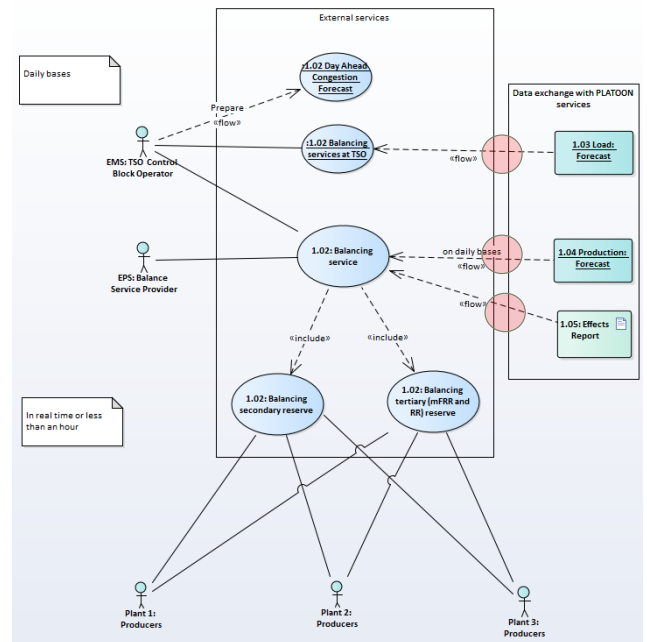 External services
Daily bases
:1.02 Day Ahead
Congestion
Forecast
Prepare
«flow»
Data exchange with PLATOON
services
EMS: TSO Control
Block Operator
:1.02 Balancing
services at TSO
«flow»
1.03 Load:
Forecast
EPS: Balance
Service Provider
1.02: Balancing
service
on daily bases
«flow»
1.04 Production:
Forecast
«flow»
1.05: Effects
Report
«include»
«include»
In real time or less
than an hour
1.02: Balancing
secondary reserve
1.02: Balancing
tertiary (mFRR and
RR) reserve
Plant 1:
Producers
Plant 2:
Producers
Plant 3:
Producers